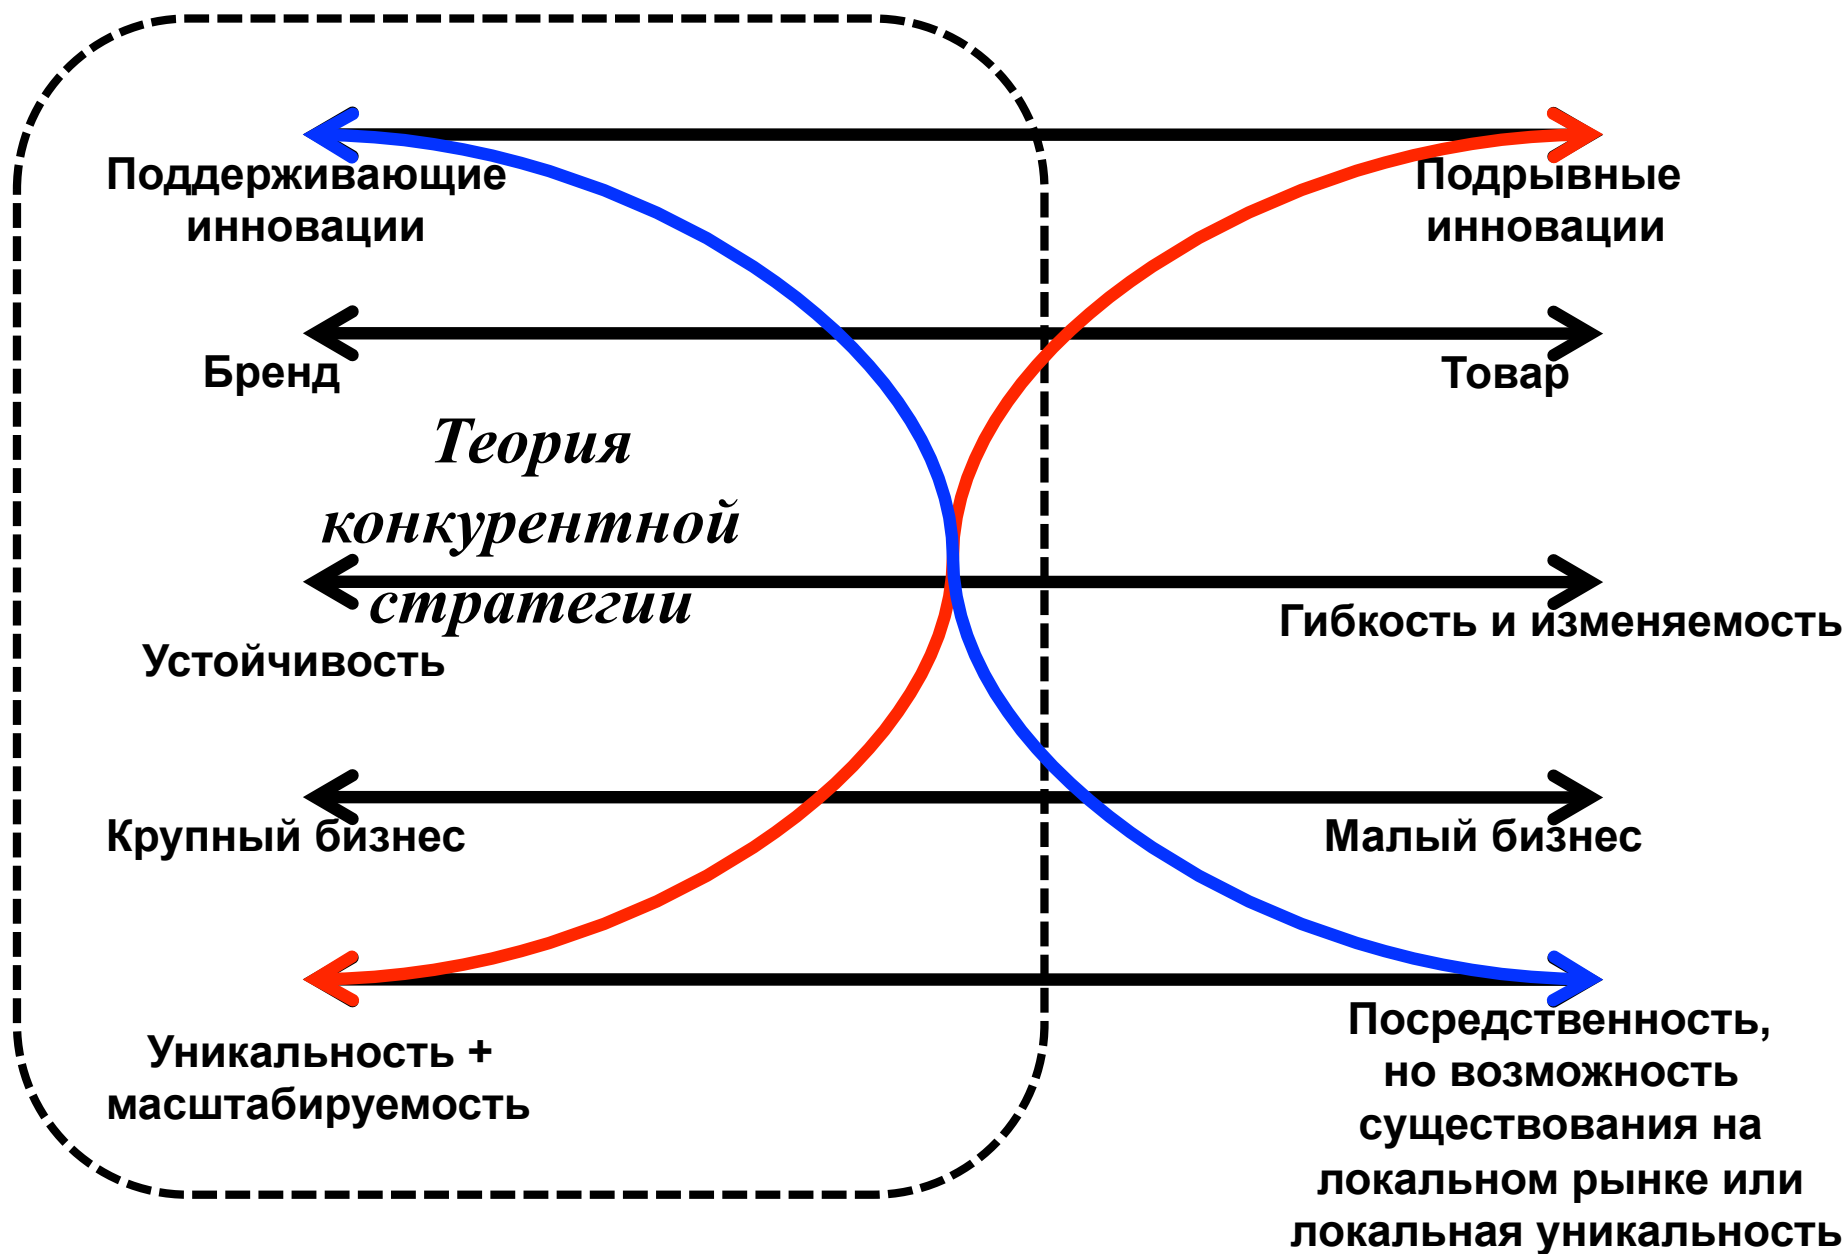 Поддерживающие
инновации
Подрывные
инновации
Бренд
Товар
Теория
конкурентной
стратегии
Устойчивость
Гибкость и изменяемость
Крупный бизнес
Малый бизнес
Уникальность +
масштабируемость
Посредственность,
но возможность
существования на
локальном рынке или
локальная уникальность